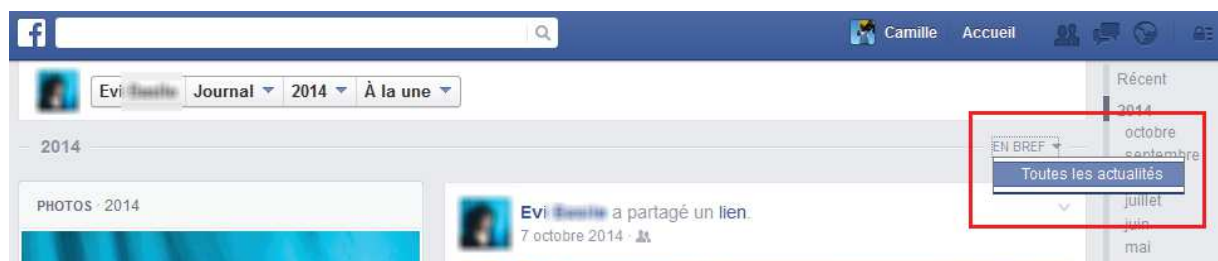 f
Camille Accueil
Evi Journal 2014 À la une
Récent
2014
octobre
septembre
juillet
juin
mai
2014
EN BREF
Toutes les actualités
PHOTOS · 2014
Evi a partagé un lien.
7 octobre 2014 ·